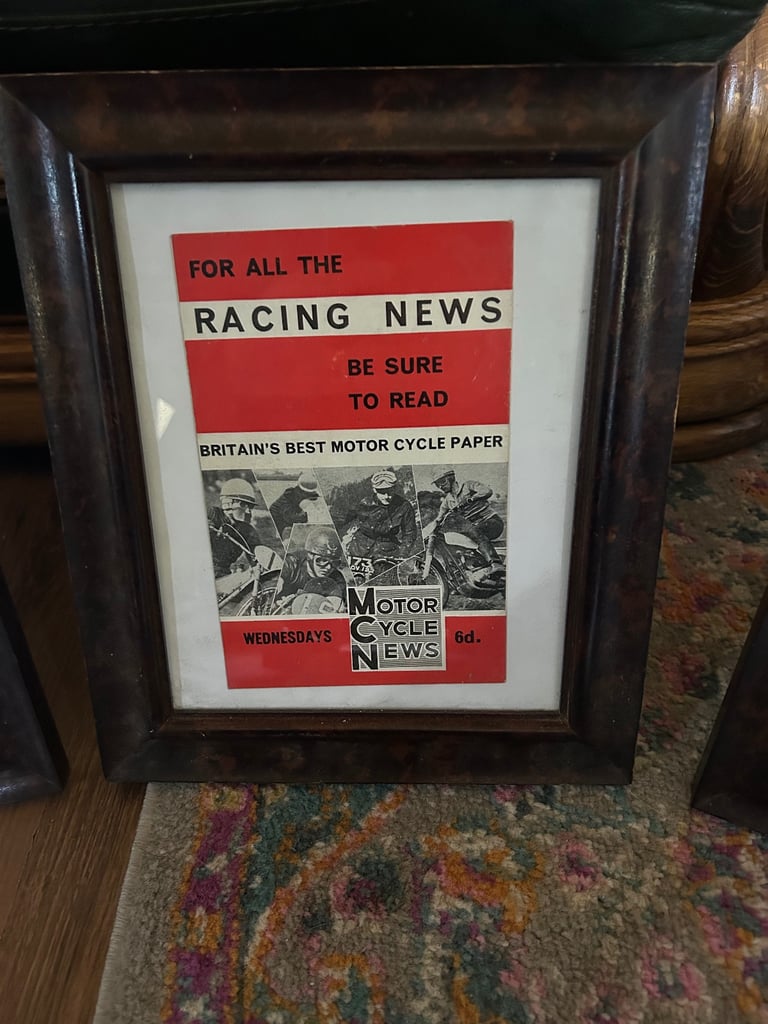 FOR ALL THE
RACING NEWS
BE SURE
TO READ
BRITAIN'S BEST MOTOR CYCLE PAPER
73
WEDNESDAYS
MOTOR
CYCLE
NEWS
6d.